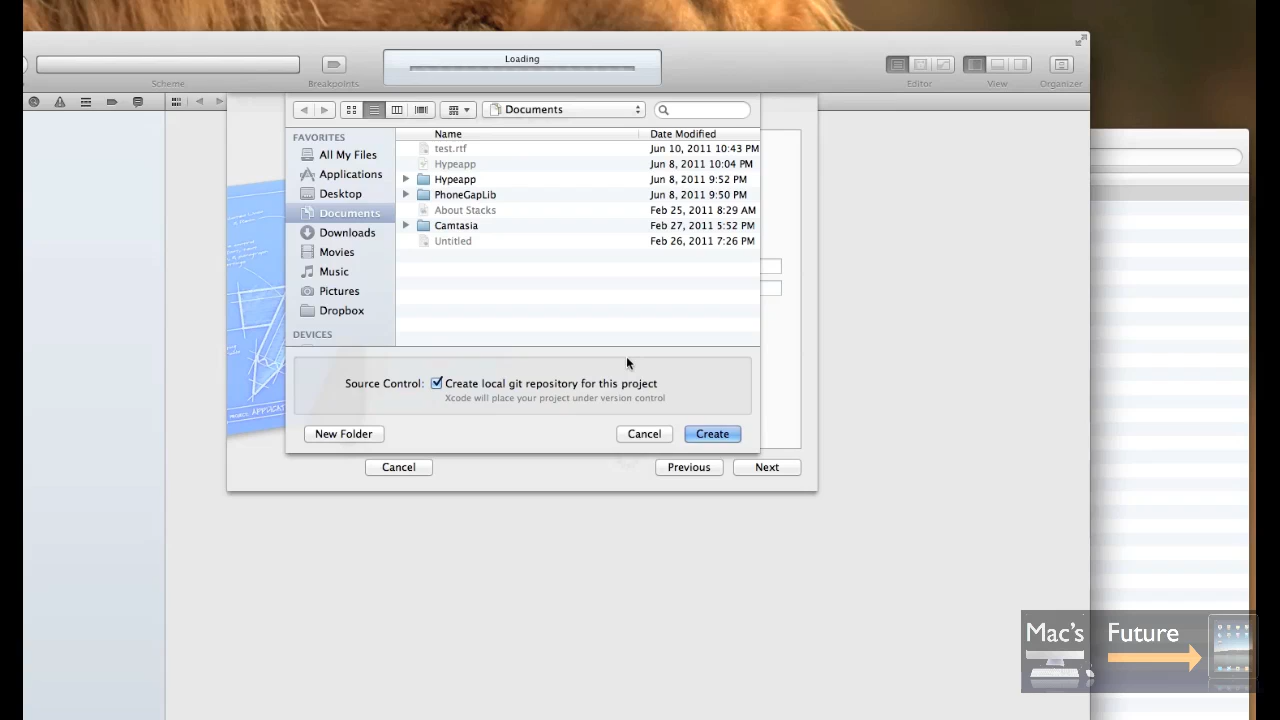 Loading
Scheme
Breakpoints
Editor
View
Organizer
Documents
FAVORITES
All My Files
Applications
Desktop
Documents
Downloads
Movies
Music
Pictures
Dropbox
DEVICES
Name Date Modified
test.rtf Jun 10, 2011 10:43 PM
Hypeapp Jun 8, 2011 10:04 PM
Hypeapp Jun 8, 2011 9:52 PM
PhoneGapLib Jun 8, 2011 9:50 PM
About Stacks Feb 25, 2011 8:29 AM
Camtasia Feb 27, 2011 5:52 PM
Untitled Feb 26, 2011 7:26 PM
Source Control: Create local git repository for this project
Xcode will place your project under version control
New Folder Cancel Create
Cancel Previous Next
Mac's Future